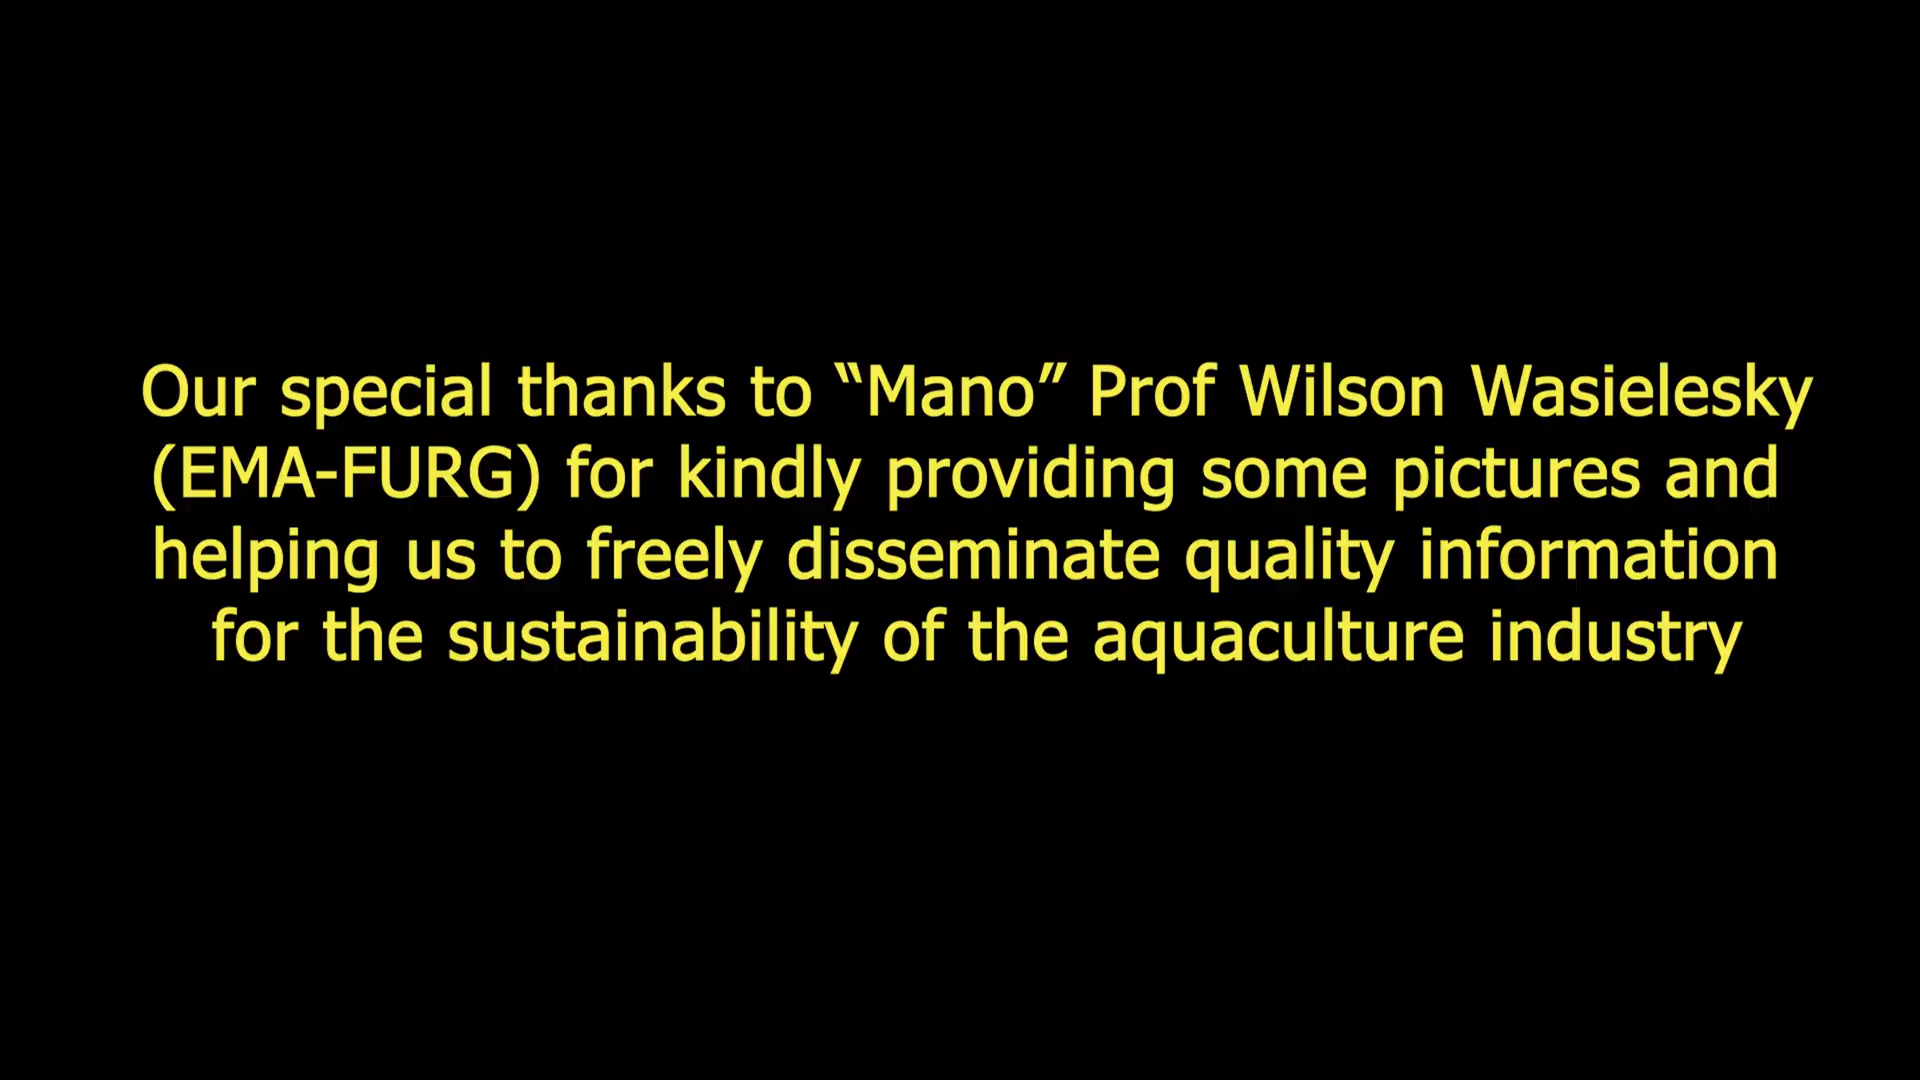 Our special thanks to “Mano” Prof Wilson Wasielesky
(EMA-FURG) for kindly providing some pictures and
helping us to freely disseminate quality information
for the sustainability of the aquaculture industry